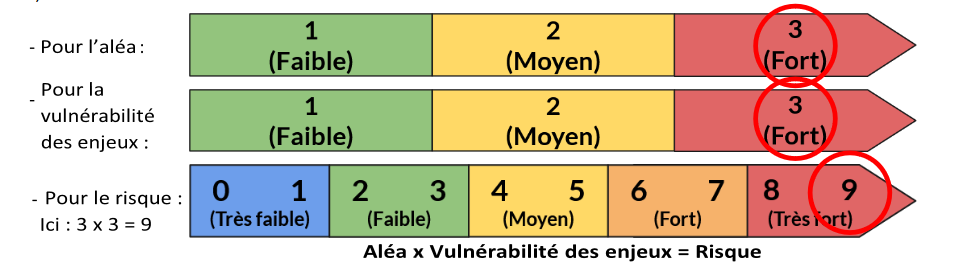 - Pour l'aléa :
1 2 3
(Faible) (Moyen) (Fort)
- Pour la
vulnérabilité
des enjeux :
1 2 3
(Faible) (Moyen) (Fort)
- Pour le risque :
Ici : 3 x 3 = 9
0 1 2 3 4 5 6 7 8 9
(Très faible) (Faible) (Moyen) (Fort) (Très fort)
Aléa x Vulnérabilité des enjeux = Risque